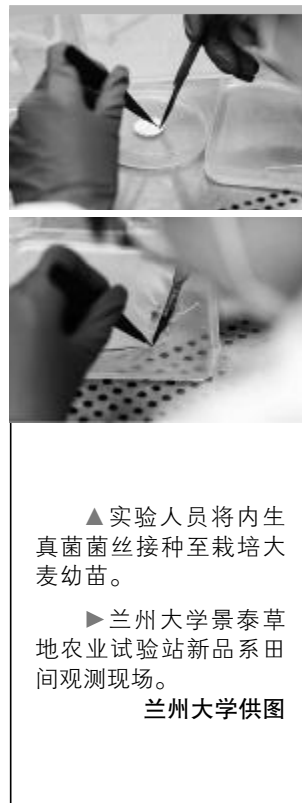 ▲实验人员将内生
真菌菌丝接种至栽培大
麦幼苗。
▶兰州大学景泰草
地农业试验站新品系田
间观测现场。
兰州大学供图